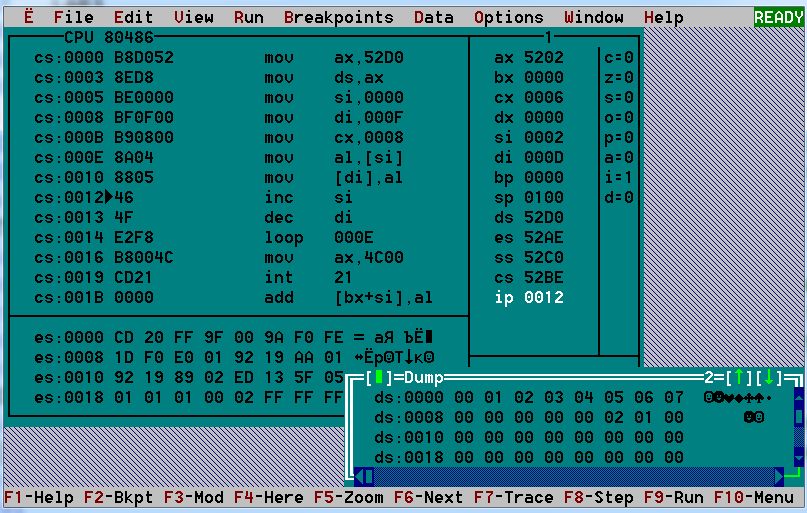 Ë File Edit View Run Breakpoints Data Options Window Help READY
CPU 80486 1
cs:0000 B8D052 mov ax,52D0 ax 5202 c=0
cs:0003 8ED8 mov ds,ax bx 0000 z=0
cs:0005 BE0000 mov si,0000 cx 0006 s=0
cs:0008 BF0F00 mov di,000F dx 0000 o=0
cs:000B B90800 mov cx,0008 si 0002 p=0
cs:000E 8A04 mov al,[si] di 000D a=0
cs:0010 8805 mov [di],al bp 0000 i=1
cs:0012►46 inc si sp 0100 d=0
cs:0013 4F dec di ds 52D0
cs:0014 E2F8 loop 000E es 52AE
cs:0016 B8004C mov ax,4C00 ss 52C0
cs:0019 CD21 int 21 cs 52BE
cs:001B 0000 add [bx+si],al ip 0012
es:0000 CD 20 FF 9F 00 9A F0 FE = аЯ ЪЁ■
es:0008 1D F0 E0 01 92 19 AA 01 ↔Ёр☺Т↓к☺
es:0010 92 19 89 02 ED 13 5F 05
es:0018 01 01 01 00 02 FF FF FF
[■]=Dump 2=[↑][↓]
ds:0000 00 01 02 03 04 05 06 07 ☺☻♥♦♣♠•
ds:0008 00 00 00 00 00 02 01 00 ☻☺
ds:0010 00 00 00 00 00 00 00 00
ds:0018 00 00 00 00 00 00 00 00
F1-Help F2-Bkpt F3-Mod F4-Here F5-Zoom F6-Next F7-Trace F8-Step F9-Run F10-Menu